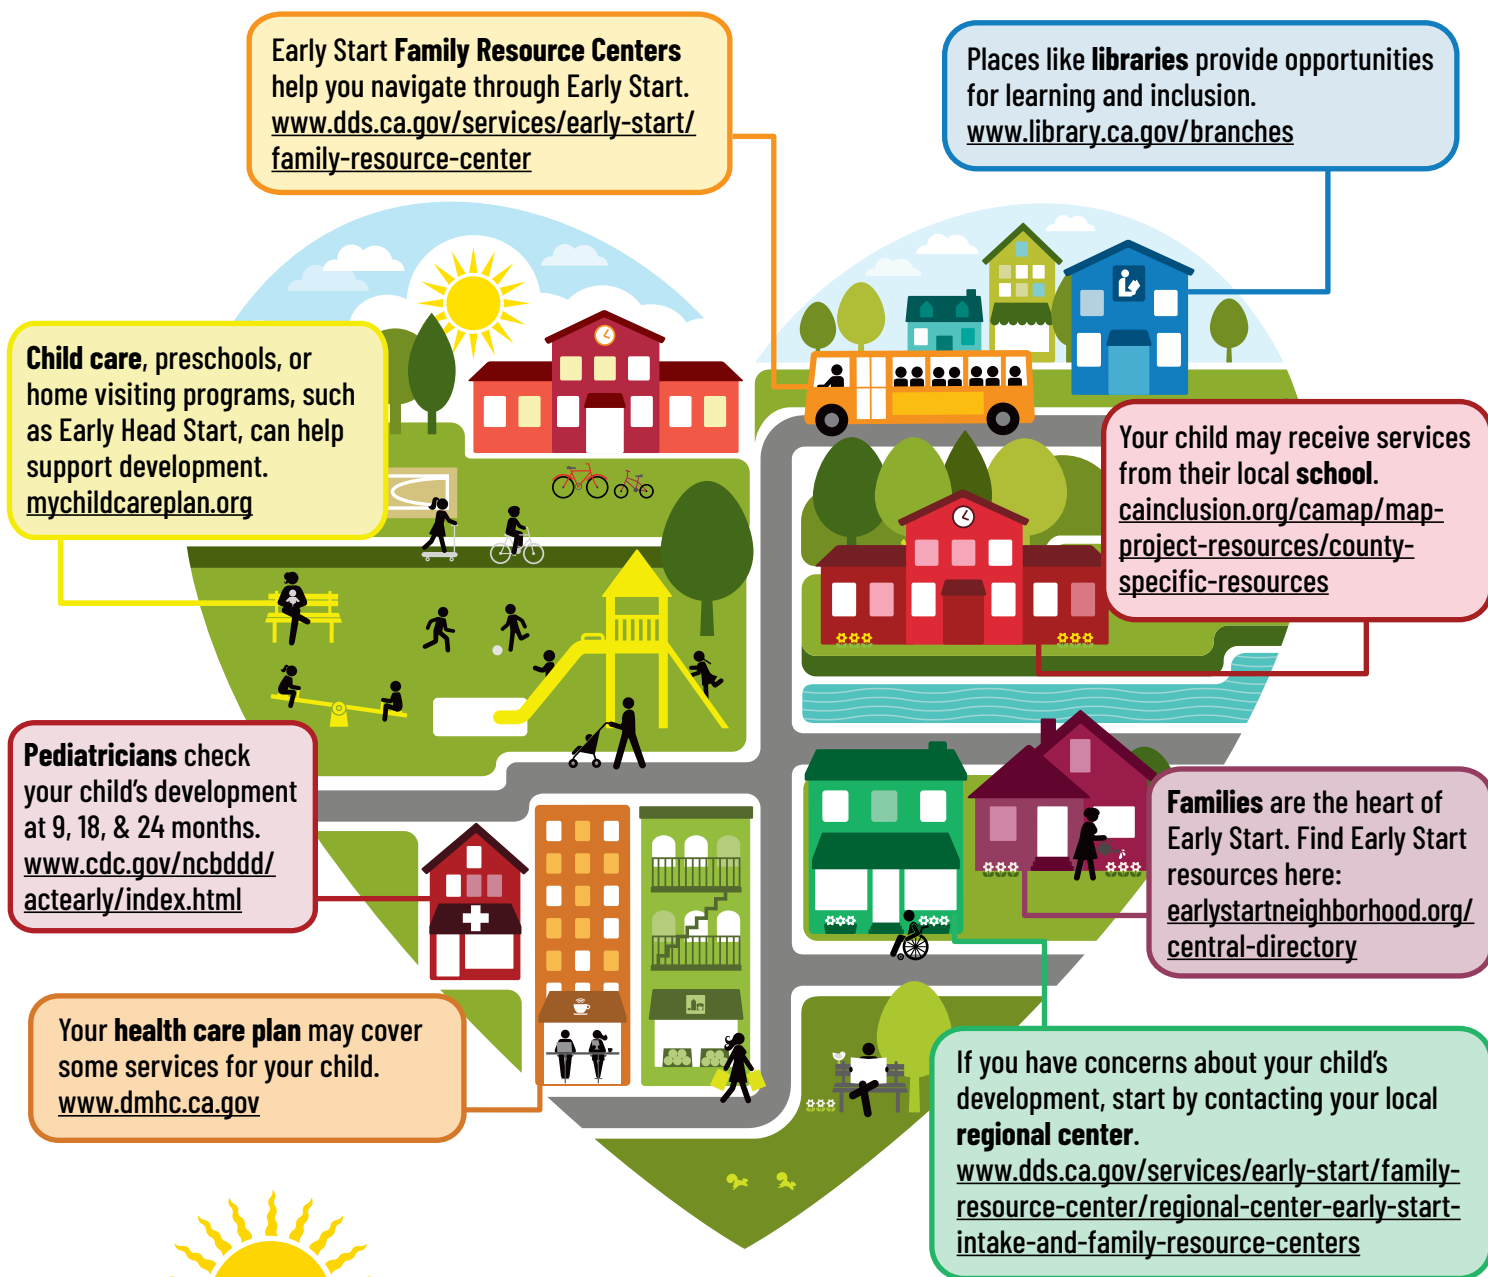 Early Start Family Resource Centers
help you navigate through Early Start.
www.dds.ca.gov/services/early-start/
family-resource-center
Places like libraries provide opportunities
for learning and inclusion.
www.library.ca.gov/branches
Child care, preschools, or
home visiting programs, such
as Early Head Start, can help
support development.
mychildcareplan.org
Your child may receive services
from their local school.
cainclusion.org/camap/map-
project-resources/county-
specific-resources
Pediatricians check
your child’s development
at 9, 18, & 24 months.
www.cdc.gov/ncbddd/
actearly/index.html
Families are the heart of
Early Start. Find Early Start
resources here:
earlystartneighborhood.org/
central-directory
Your health care plan may cover
some services for your child.
www.dmhc.ca.gov
If you have concerns about your child’s
development, start by contacting your local
regional center.
www.dds.ca.gov/services/early-start/family-
resource-center/regional-center-early-start-
intake-and-family-resource-centers